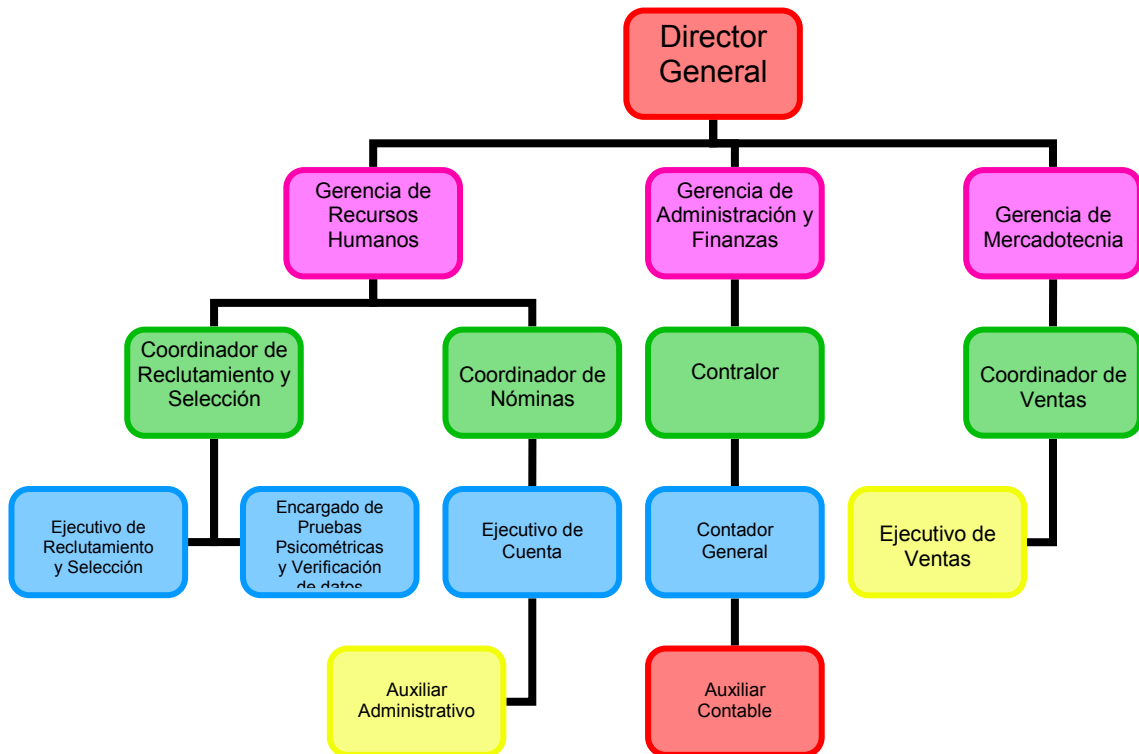 Director
General
Gerencia de
Recursos
Humanos
Gerencia de
Administración y
Finanzas
Gerencia de
Mercadotecnia
Coordinador de
Reclutamiento y
Selección
Coordinador de
Nóminas
Contralor
Coordinador de
Ventas
Ejecutivo de
Reclutamiento
y Selección
Encargado de
Pruebas
Psicométricas
y Verificación
de datos
Ejecutivo de
Cuenta
Contador
General
Ejecutivo de
Ventas
Auxiliar
Administrativo
Auxiliar
Contable